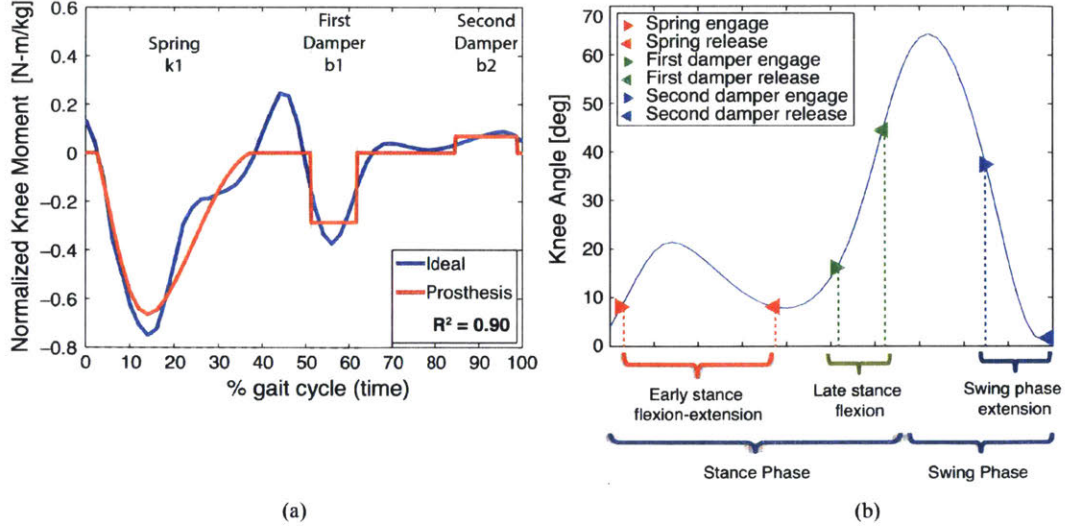 Normalized Knee Moment [N-m/kg]
0.6
0.4
0.2
0
−0.2
−0.4
−0.6
−0.8
Spring
k1
First
Damper
b1
Second
Damper
b2
Ideal
Prosthesis
R² = 0.90
0 10 20 30 40 50 60 70 80 90 100
% gait cycle (time)
(a)
Knee Angle [deg]
70
60
50
40
30
20
10
0
Spring engage
Spring release
First damper engage
First damper release
Second damper engage
Second damper release
Early stance
flexion-extension
Late stance
flexion
Swing phase
extension
Stance Phase
Swing Phase
(b)